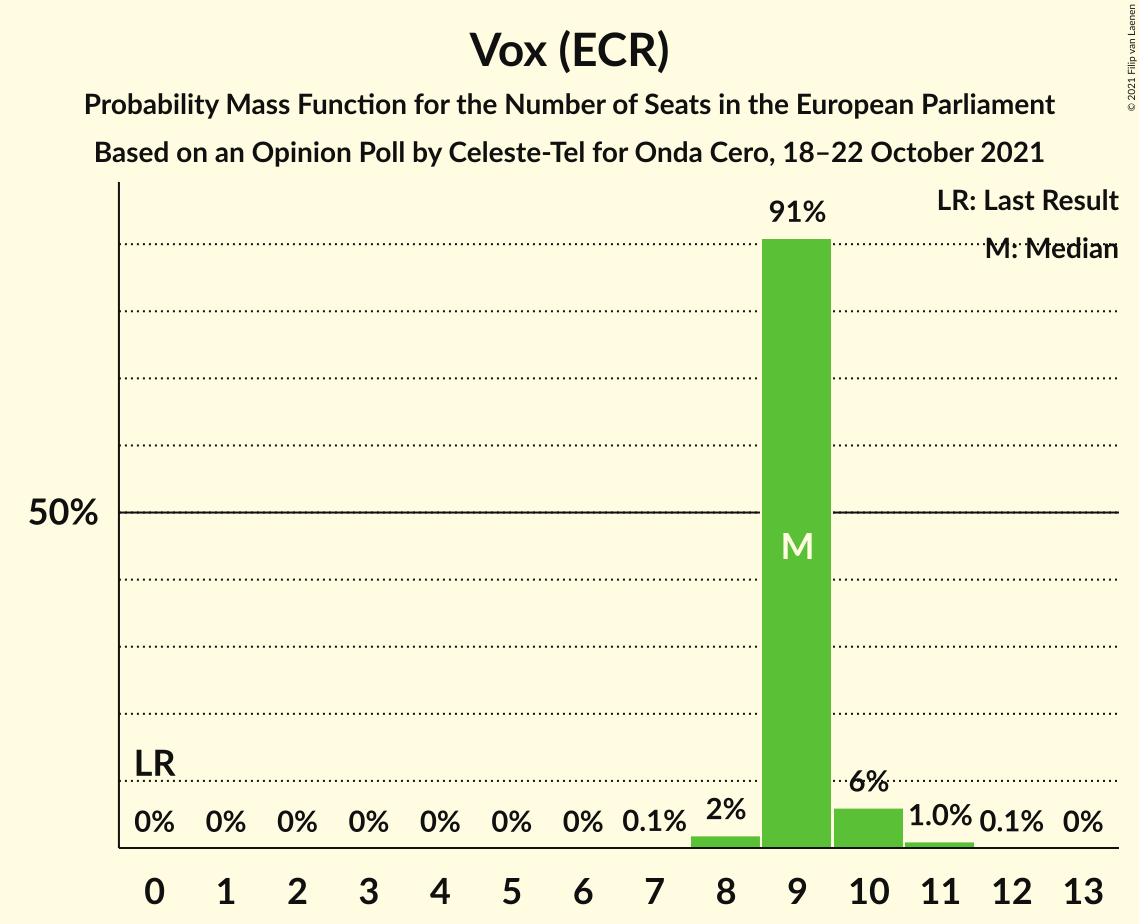 Vox (ECR)
Probability Mass Function for the Number of Seats in the European Parliament
Based on an Opinion Poll by Celeste-Tel for Onda Cero, 18–22 October 2021
© 2021 Filip van Laenen
LR: Last Result
M: Median
91%
50%
M
LR
0% 0% 0% 0% 0% 0% 0% 0.1% 2% 6% 1.0% 0.1% 0%
0 1 2 3 4 5 6 7 8 9 10 11 12 13